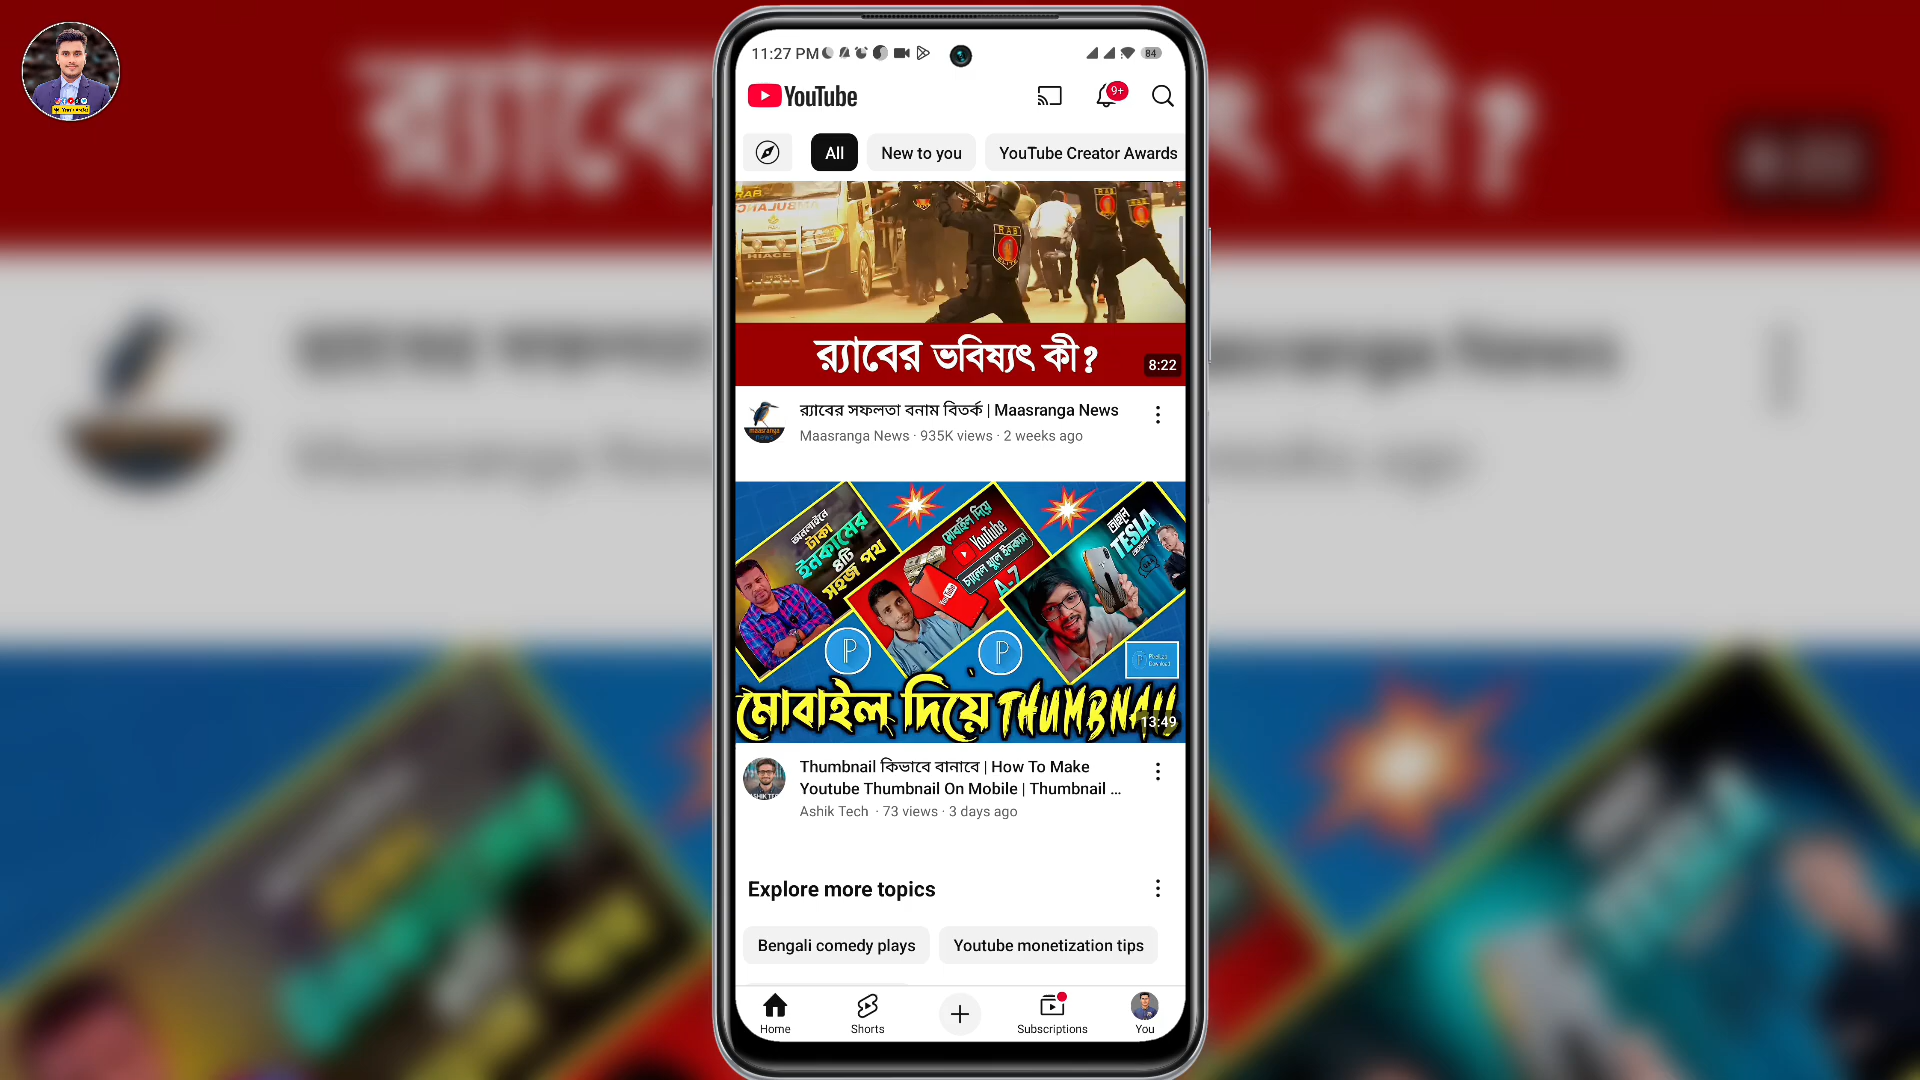 11:27 PM
84
YouTube
9+
All
New to you
YouTube Creator Awards
RAB
HIACE
RAB
র‍্যাবের ভবিষ্যৎ কী?
8:22
র‍্যাবের সফলতা বনাম বিতর্ক | Maasranga News
Maasranga News · 935K views · 2 weeks ago
অনলাইনে
টাকা
ইনকামের
৪টি
সহজ পথ
মোবাইল দিয়ে
YouTube
চ্যানেল খুলে ইনকাম
A-Z
TESLA
মোবাইল দিয়ে THUMBNAIL
13:49
Thumbnail কিভাবে বানাবে | How To Make
Youtube Thumbnail On Mobile | Thumbnail ...
Ashik Tech · 73 views · 3 days ago
Explore more topics
Bengali comedy plays
Youtube monetization tips
Home
Shorts
Subscriptions
You